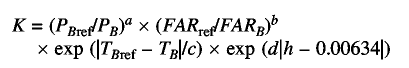 K = (P_Bref/P_B)^a × (FAR_ref/FAR_B)^b
× exp (|T_Bref − T_B|/c) × exp (d|h − 0.00634|)